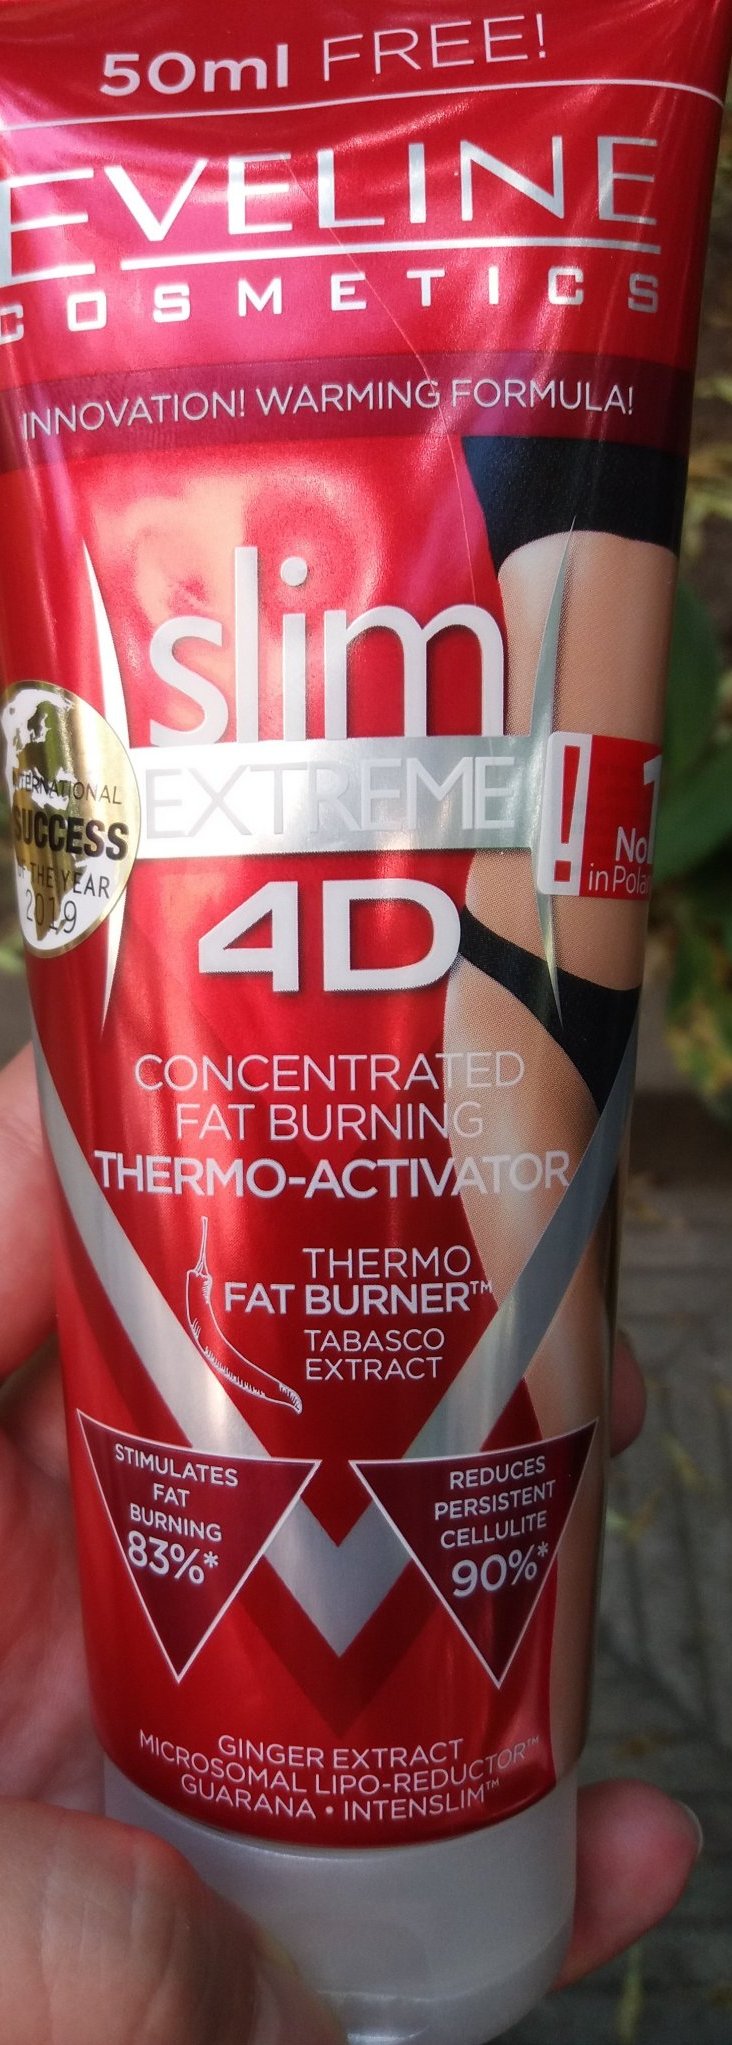 50ml FREE!
EVELINE
COSMETICS
INNOVATION! WARMING FORMULA!
slim
EXTREME
4D
INTERNATIONAL
SUCCESS
OF THE YEAR
2019
!
1
No
in
CONCENTRATED
FAT BURNING
THERMO-ACTIVATOR
THERMO
FAT BURNER™
TABASCO
EXTRACT
STIMULATES
FAT
BURNING
83%*
REDUCES
PERSISTENT
CELLULITE
90%*
GINGER EXTRACT
MICROSOMAL LIPO-REDUCTOR™
GUARANA • INTENSLIM™